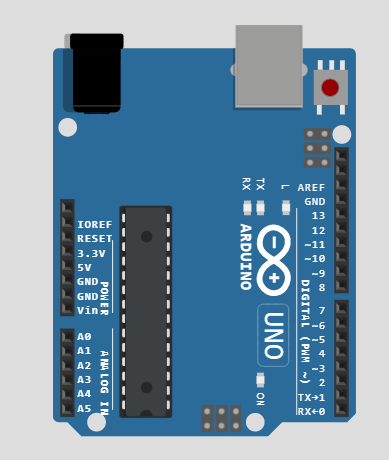 RX
TX
L
AREF
GND
13
12
~11
~10
~9
8
IOREF
RESET
3.3V
5V
GND
GND
Vin
POWER
ARDUINO
UNO
DIGITAL (PWM ~)
7
~6
~5
4
~3
2
TX→1
RX←0
A0
A1
A2
A3
A4
A5
ANALOG IN
ON